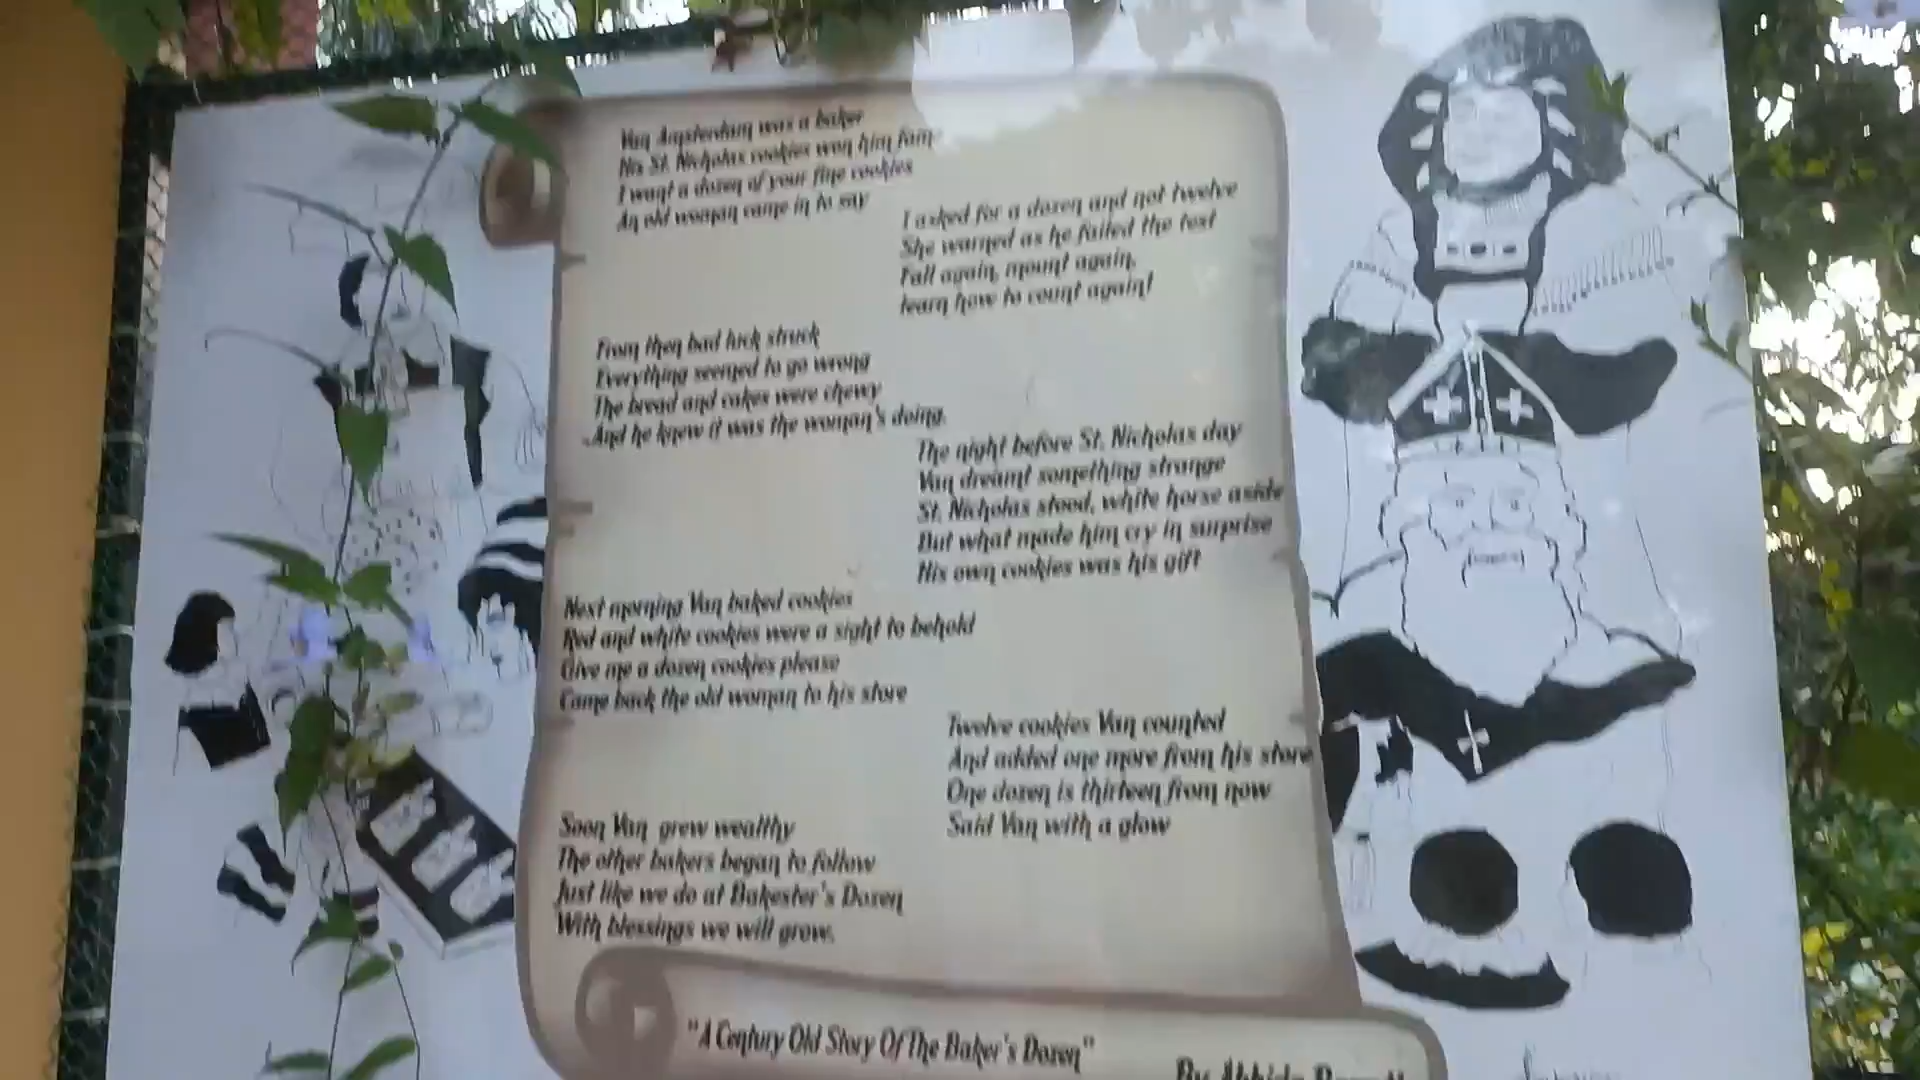 Van Amsterdam was a baker
His St. Nicholas cookies won him fam
I want a dozen of your fine cookies
An old woman came in to say
I asked for a dozen and not twelve
She warned as he failed the test
Fall again, mount again,
learn how to count again!
From then bad luck struck
Everything seemed to go wrong
The bread and cakes were chewy
And he knew it was the woman's doing.
The night before St. Nicholas day
Van dreamt something strange
St. Nicholas stood, white horse aside
But what made him cry in surprise
His own cookies was his gift
Next morning Van baked cookies
Red and white cookies were a sight to behold
Give me a dozen cookies please
Came back the old woman to his store
Twelve cookies Van counted
And added one more from his store
One dozen is thirteen from now
Said Van with a glow
Soon Van grew wealthy
The other bakers began to follow
Just like we do at Bakester's Dozen
With blessings we will grow.
"A Century Old Story Of The Baker's Dozen"
By